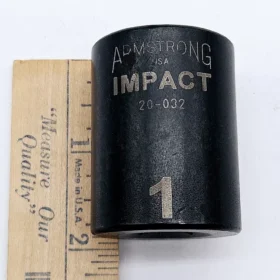 ARMSTRONG
USA
IMPACT
20-032
1
"Measure Our
Quality"
Made in U.S.A.
1
2